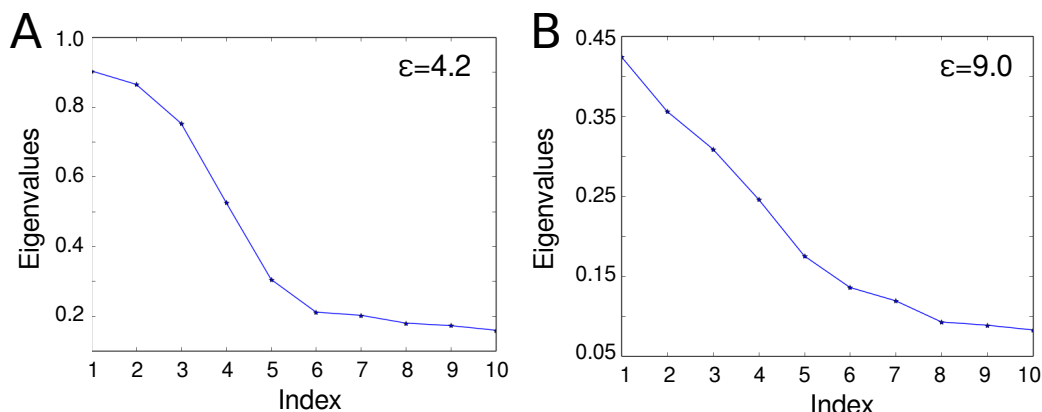 A
ε=4.2
Eigenvalues
1.0
0.8
0.6
0.4
0.2
1 2 3 4 5 6 7 8 9 10
Index
B
ε=9.0
Eigenvalues
0.45
0.35
0.25
0.15
0.05
1 2 3 4 5 6 7 8 9 10
Index